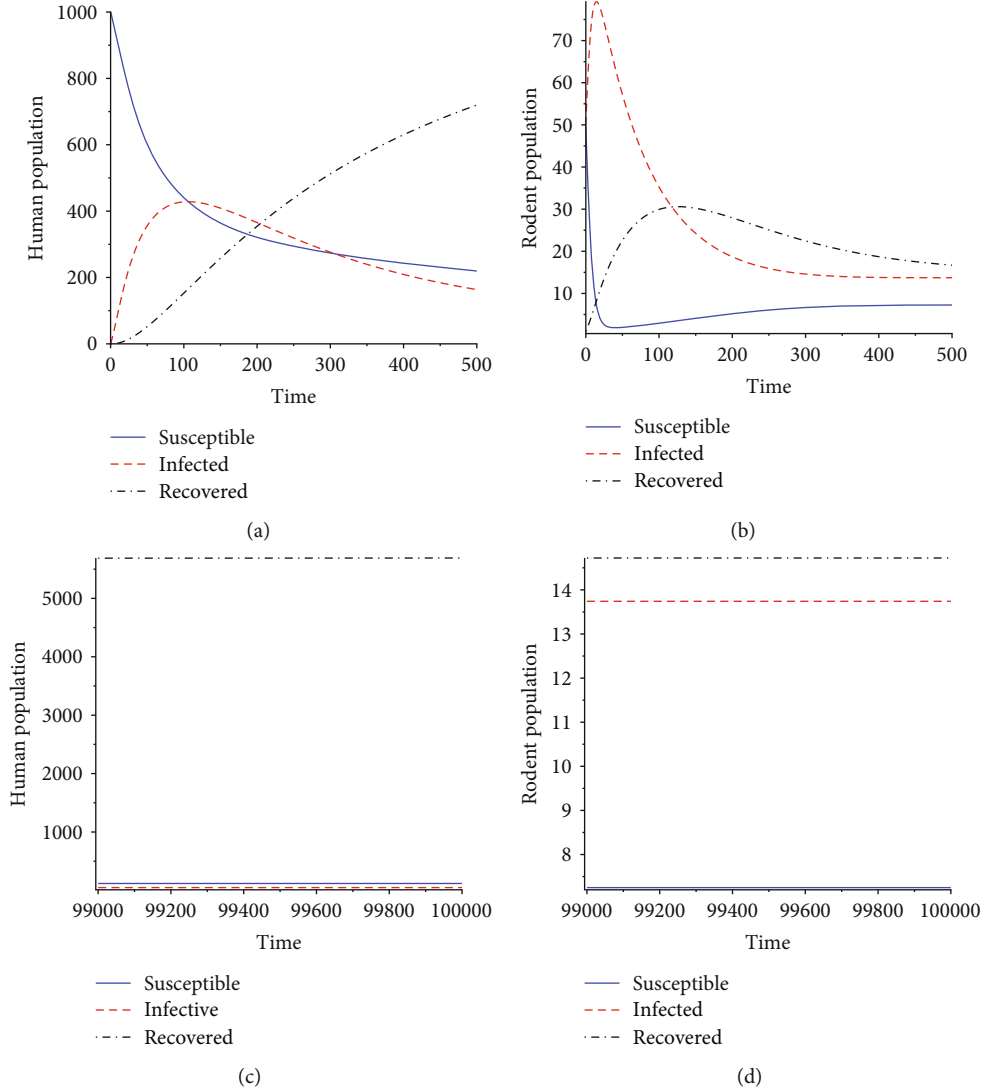 1000
800
600
400
200
0
Human population
0 100 200 300 400 500
Time
Susceptible
Infected
Recovered
(a)
70
60
50
40
30
20
10
Rodent population
0 100 200 300 400 500
Time
Susceptible
Infected
Recovered
(b)
5000
4000
3000
2000
1000
Human population
99000 99200 99400 99600 99800 100000
Time
Susceptible
Infective
Recovered
(c)
14
13
12
11
10
9
8
Rodent population
99000 99200 99400 99600 99800 100000
Time
Susceptible
Infected
Recovered
(d)